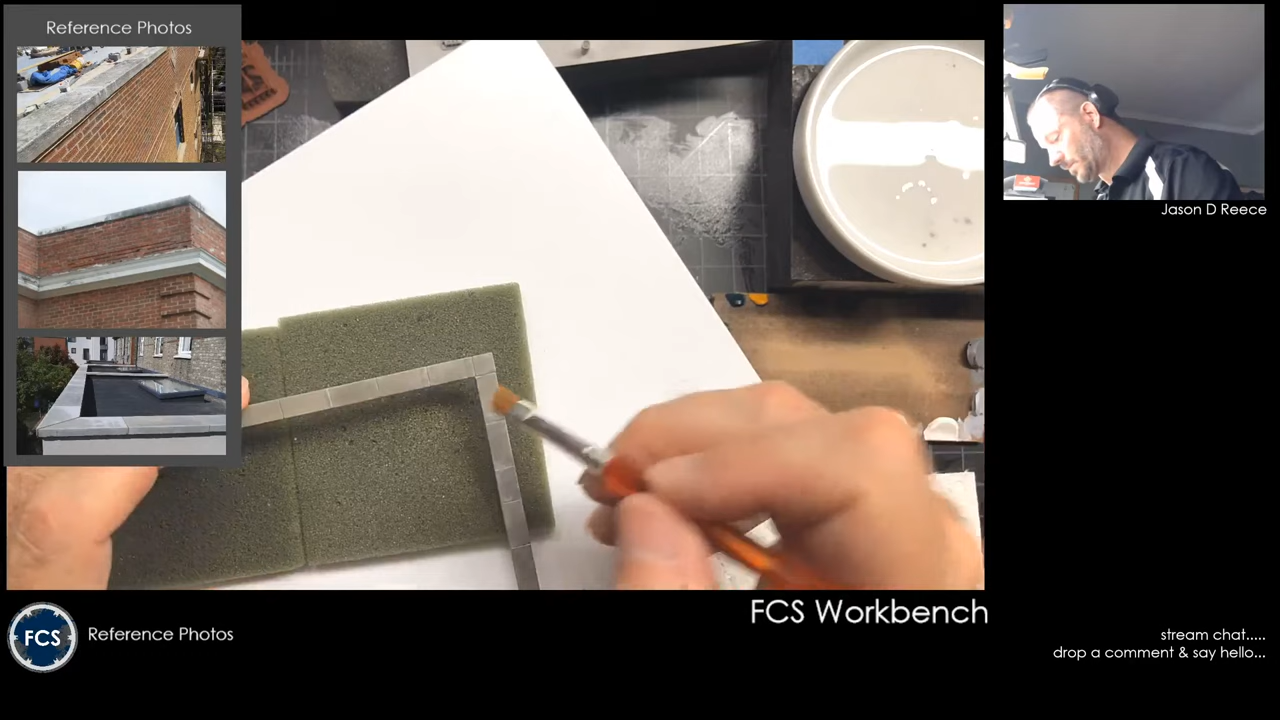 Reference Photos
Jason D Reece
FCS Workbench
FCS
Reference Photos
stream chat.....
drop a comment & say hello...